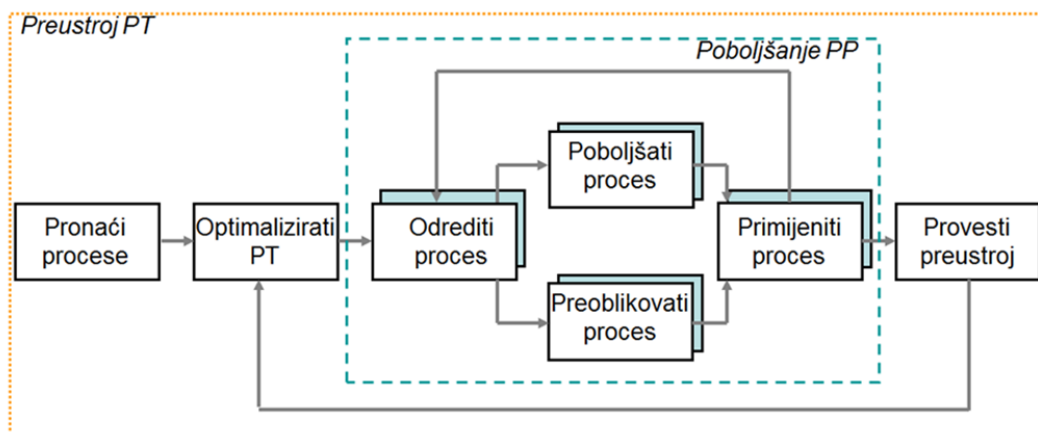 Preustroj PT
Poboljšanje PP
Pronaći
procese
Optimalizirati
PT
Odrediti
proces
Poboljšati
proces
Preoblikovati
proces
Primijeniti
proces
Provesti
preustroj